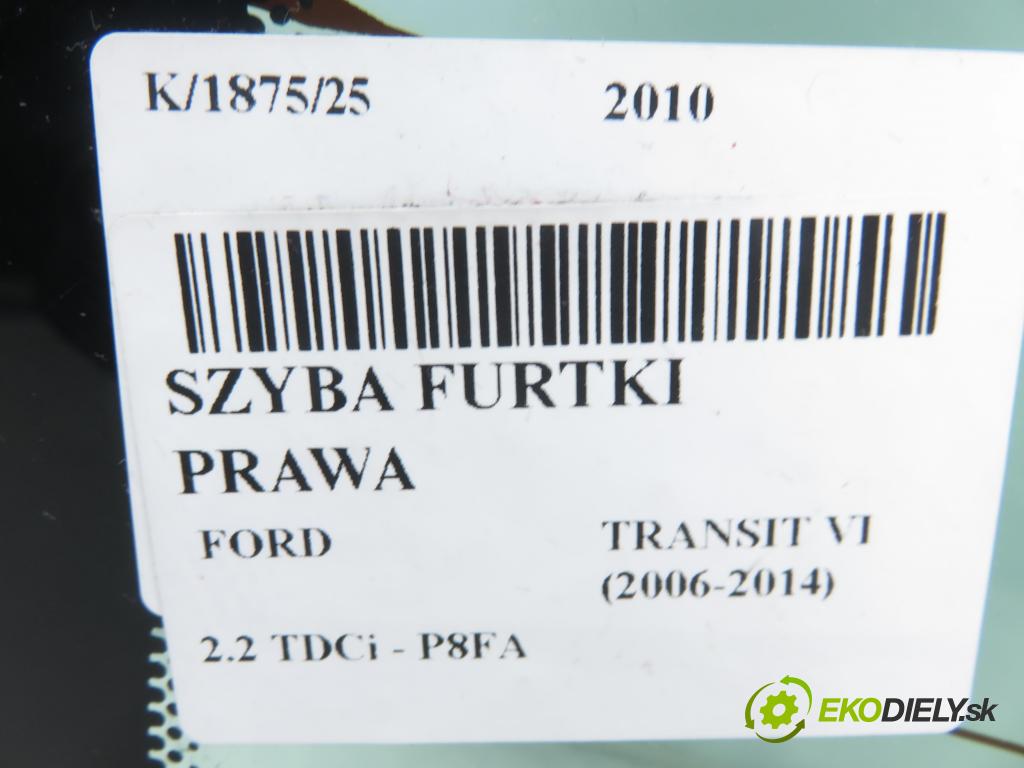 K/1875/25 2010
SZYBA FURTKI
PRAWA
FORD TRANSIT VI
(2006-2014)
2.2 TDCi - P8FA
EKODIELY.sk